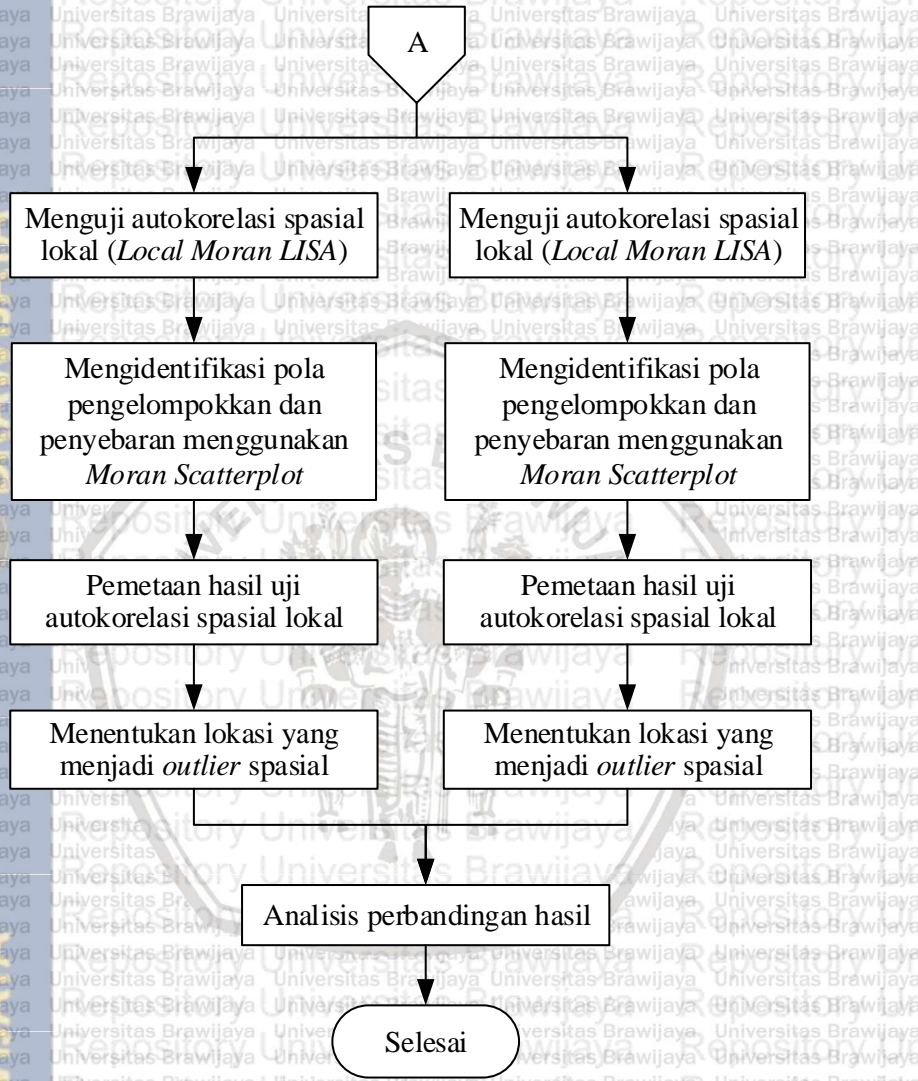 A
Menguji autokorelasi spasial
lokal (Local Moran LISA)
Mengidentifikasi pola
pengelompokkan dan
penyebaran menggunakan
Moran Scatterplot
Pemetaan hasil uji
autokorelasi spasial lokal
Menentukan lokasi yang
menjadi outlier spasial
Menguji autokorelasi spasial
lokal (Local Moran LISA)
Mengidentifikasi pola
pengelompokkan dan
penyebaran menggunakan
Moran Scatterplot
Pemetaan hasil uji
autokorelasi spasial lokal
Menentukan lokasi yang
menjadi outlier spasial
Analisis perbandingan hasil
Selesai